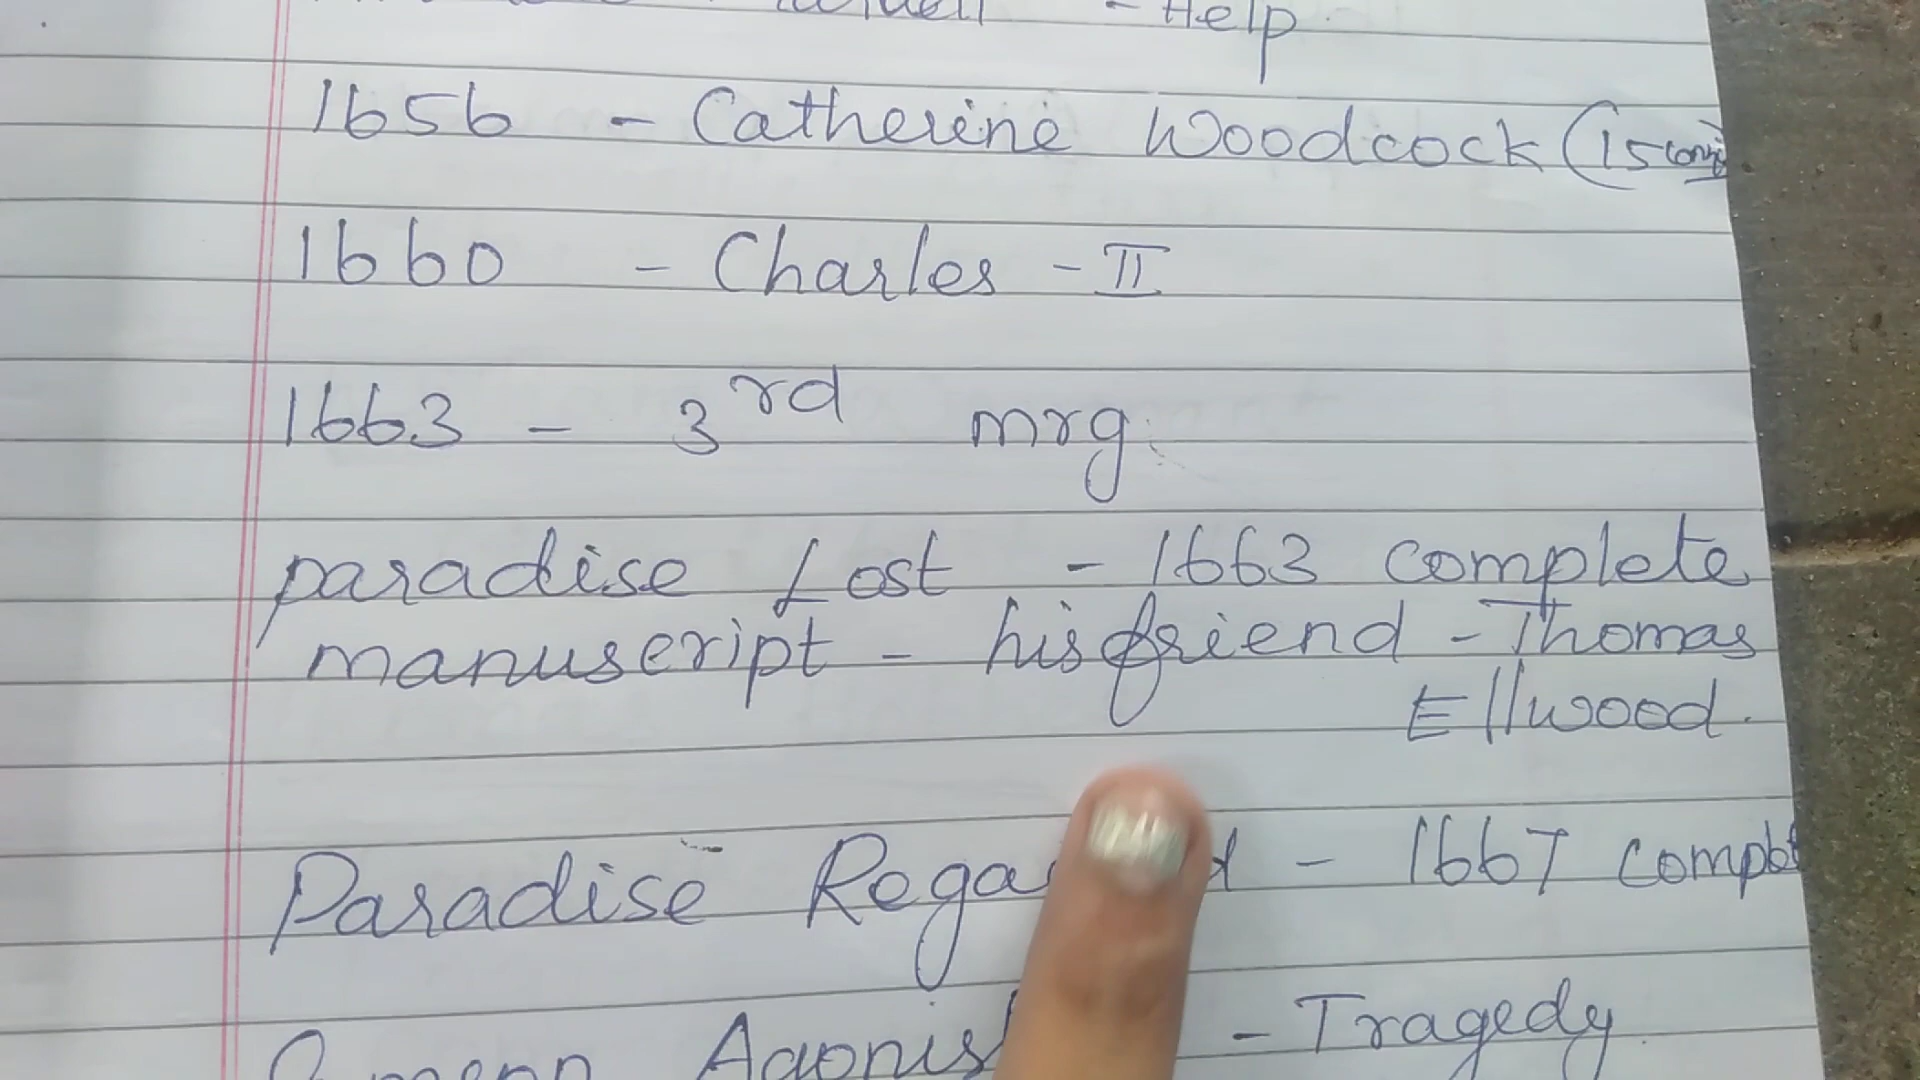 - Help
1656 - Catherine Woodcock (15
1660 - Charles - II
1663 - 3rd mrg
paradise Lost - 1663 complete
manuscript - his friend - Thomas
Ellwood.
Paradise - 1667
- Tragedy